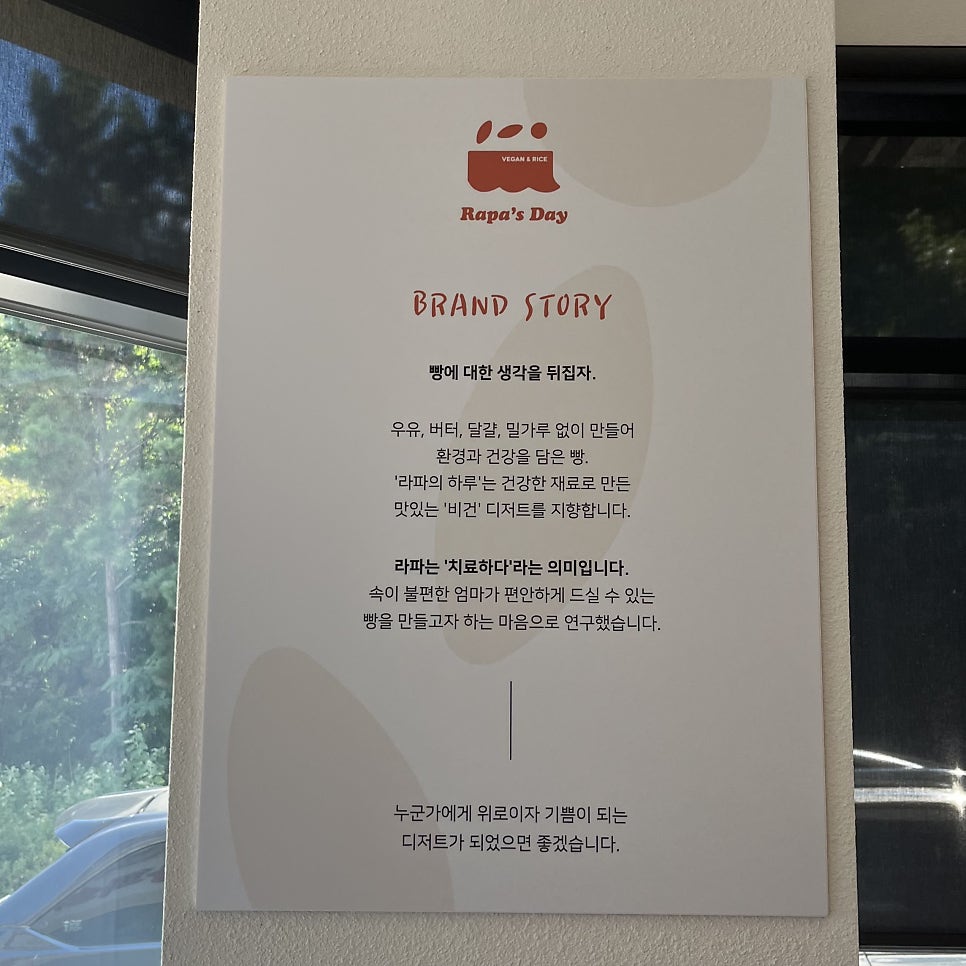 VEGAN & RICE
Rapa's Day
BRAND STORY
빵에 대한 생각을 뒤집자.
우유, 버터, 달걀, 밀가루 없이 만들어
환경과 건강을 담은 빵.
'라파의 하루'는 건강한 재료로 만든
맛있는 '비건' 디저트를 지향합니다.
라파는 '치료하다'라는 의미입니다.
속이 불편한 엄마가 편안하게 드실 수 있는
빵을 만들고자 하는 마음으로 연구했습니다.
누군가에게 위로이자 기쁨이 되는
디저트가 되었으면 좋겠습니다.